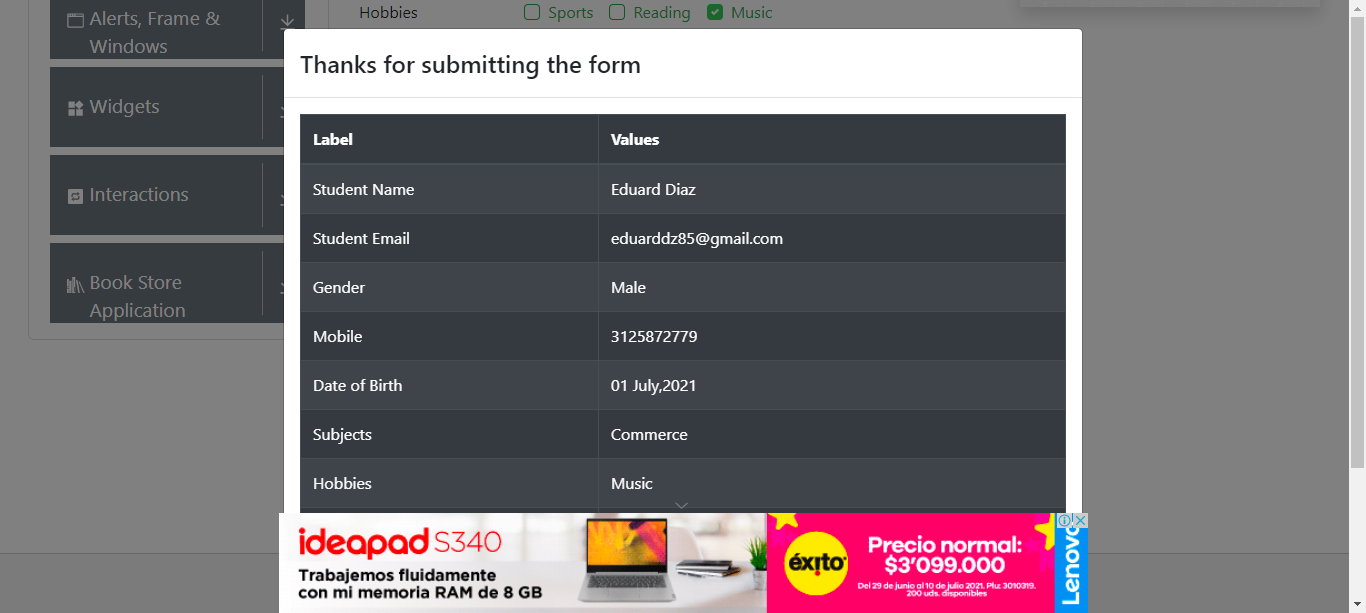 Alerts, Frame &
Windows
Hobbies Sports Reading Music
Thanks for submitting the form
Widgets
Interactions
Book Store
Application
Label Values
Student Name Eduard Diaz
Student Email eduarddz85@gmail.com
Gender Male
Mobile 3125872779
Date of Birth 01 July,2021
Subjects Commerce
Hobbies Music
ideapad S340
Trabajemos fluidamente
con mi memoria RAM de 8 GB
éxito
Precio normal:
$3'099.000
Del 29 de junio al 10 de julio 2021. Plu: 3010319.
200 uds. disponibles
Lenovo